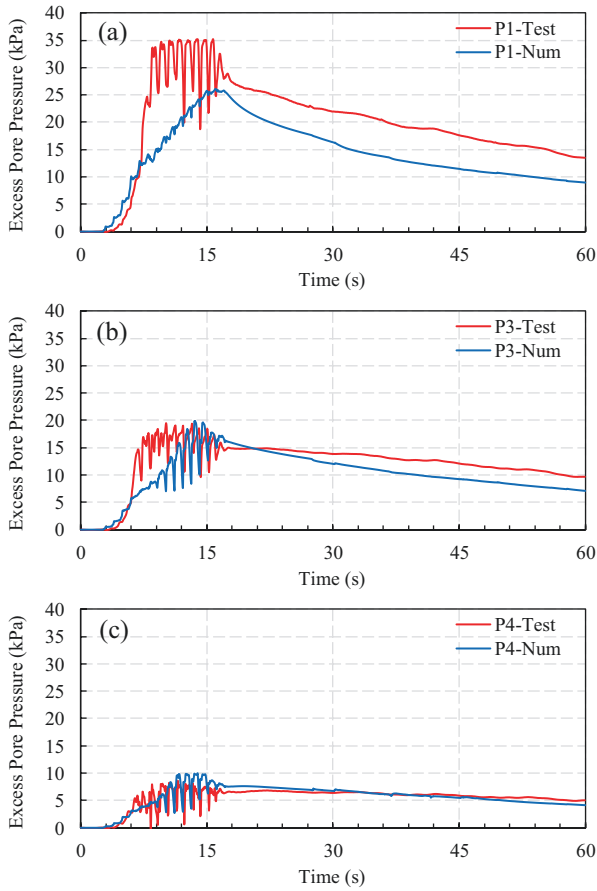 (a)
P1-Test
P1-Num
Excess Pore Pressure (kPa)
40
35
30
25
20
15
10
5
0
0 15 30 45 60
Time (s)
(b)
P3-Test
P3-Num
Excess Pore Pressure (kPa)
40
35
30
25
20
15
10
5
0
0 15 30 45 60
Time (s)
(c)
P4-Test
P4-Num
Excess Pore Pressure (kPa)
40
35
30
25
20
15
10
5
0
0 15 30 45 60
Time (s)